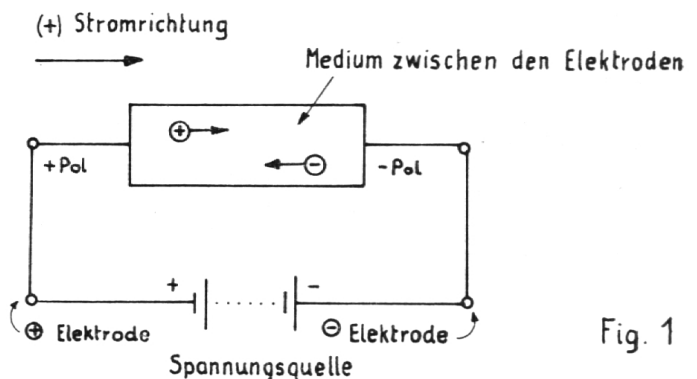 (+) Stromrichtung
Medium zwischen den Elektroden
⊕
⊖
+Pol
-Pol
+
-
⊕ Elektrode
⊖ Elektrode
Fig. 1
Spannungsquelle